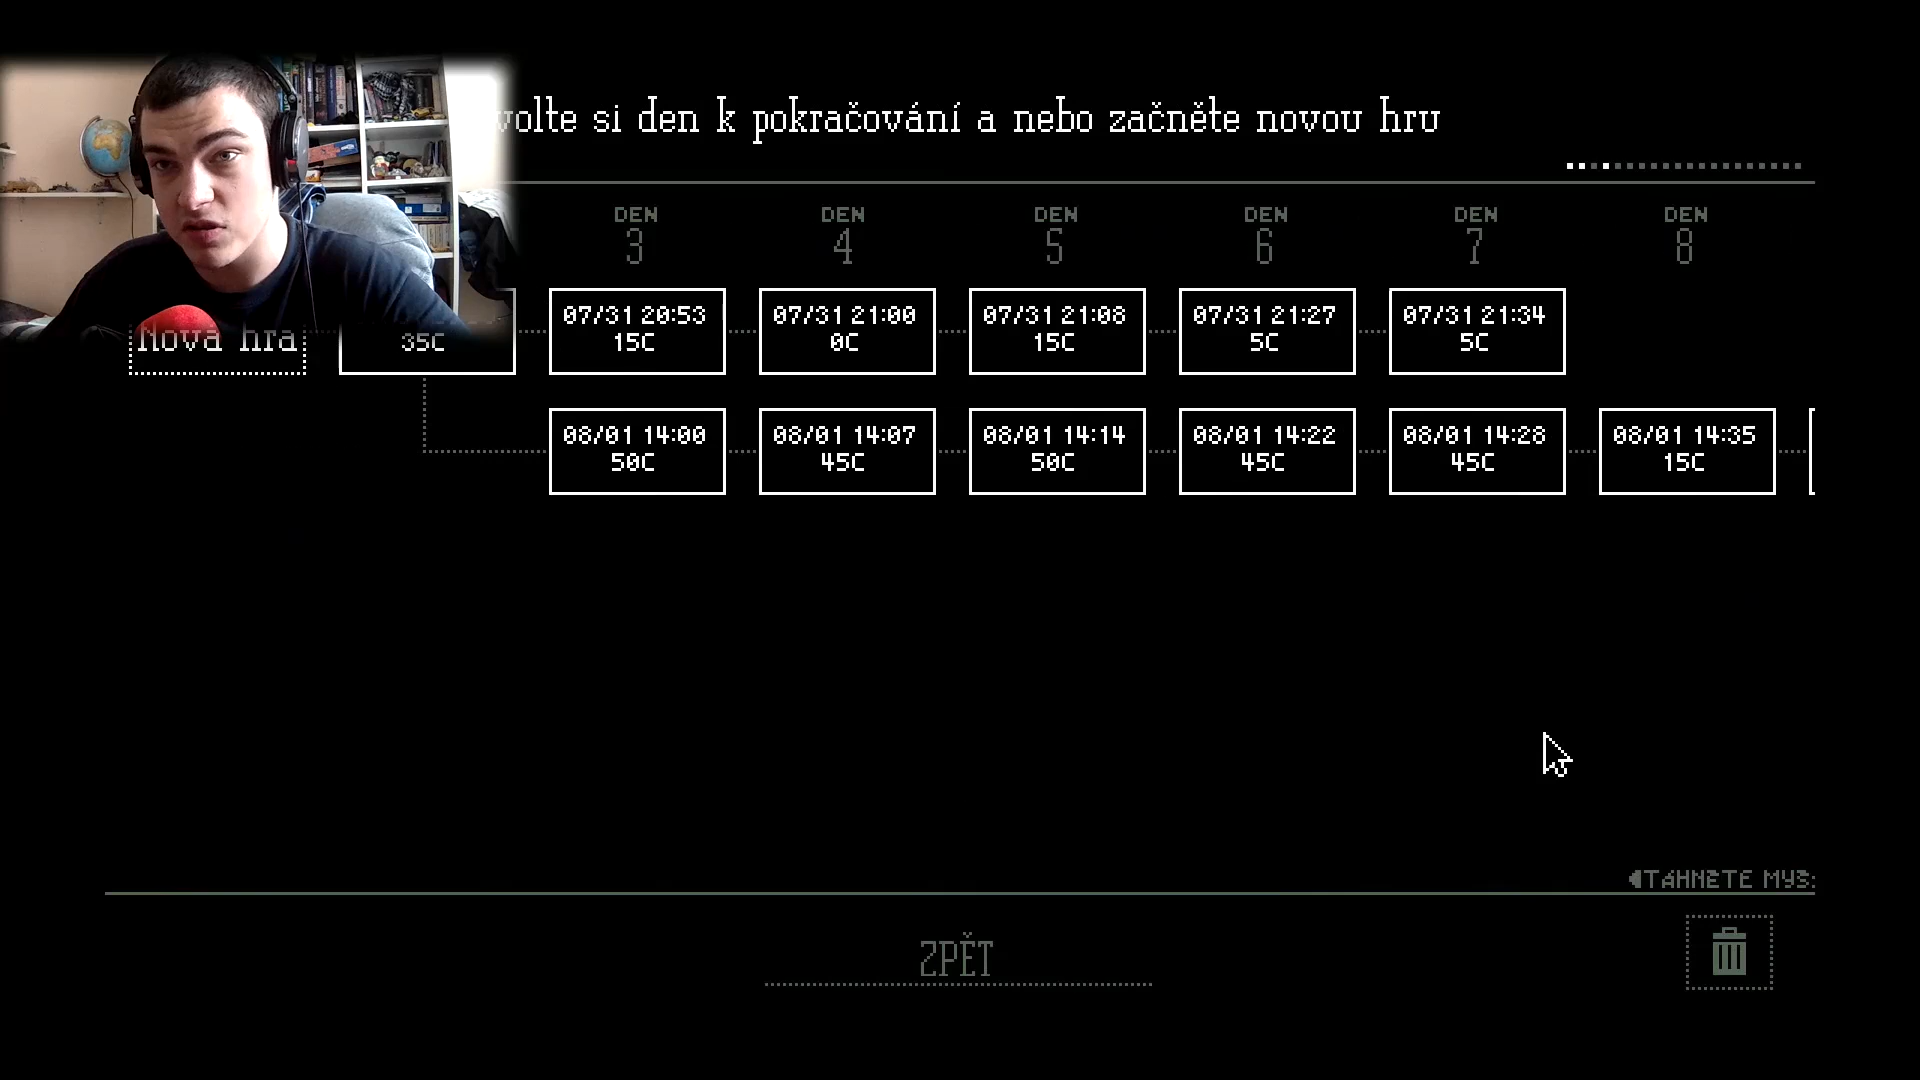 volte si den k pokračování a nebo začněte novou hru
DEN DEN DEN DEN DEN DEN
3 4 5 6 7 8
07/31 20:53 07/31 21:00 07/31 21:08 07/31 21:27 07/31 21:34
Nová hra 35C 15C 0C 15C 5C 5C
08/01 14:00 08/01 14:07 08/01 14:14 08/01 14:22 08/01 14:28 08/01 14:35
50C 45C 50C 45C 45C 15C
TÁHNĚTE MYŠ:
ZPĚT